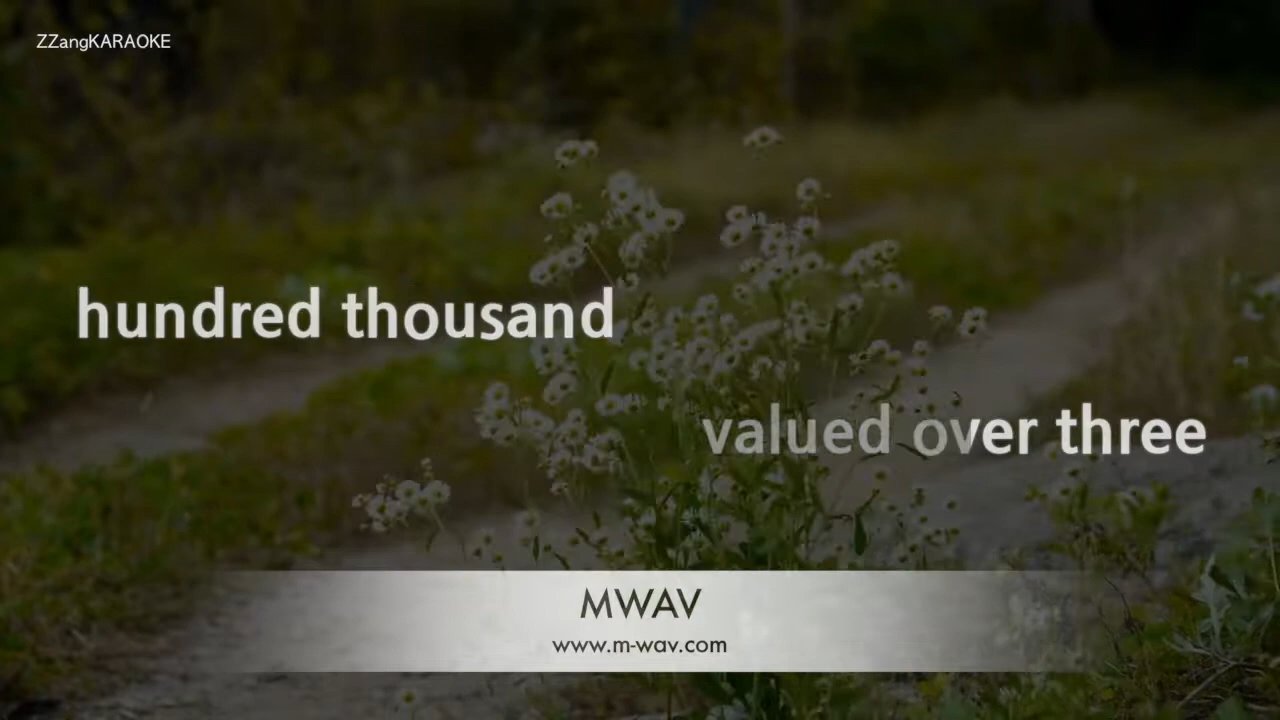 ZZangKARAOKE
hundred thousand
valued over three
MWAV
www.m-wav.com